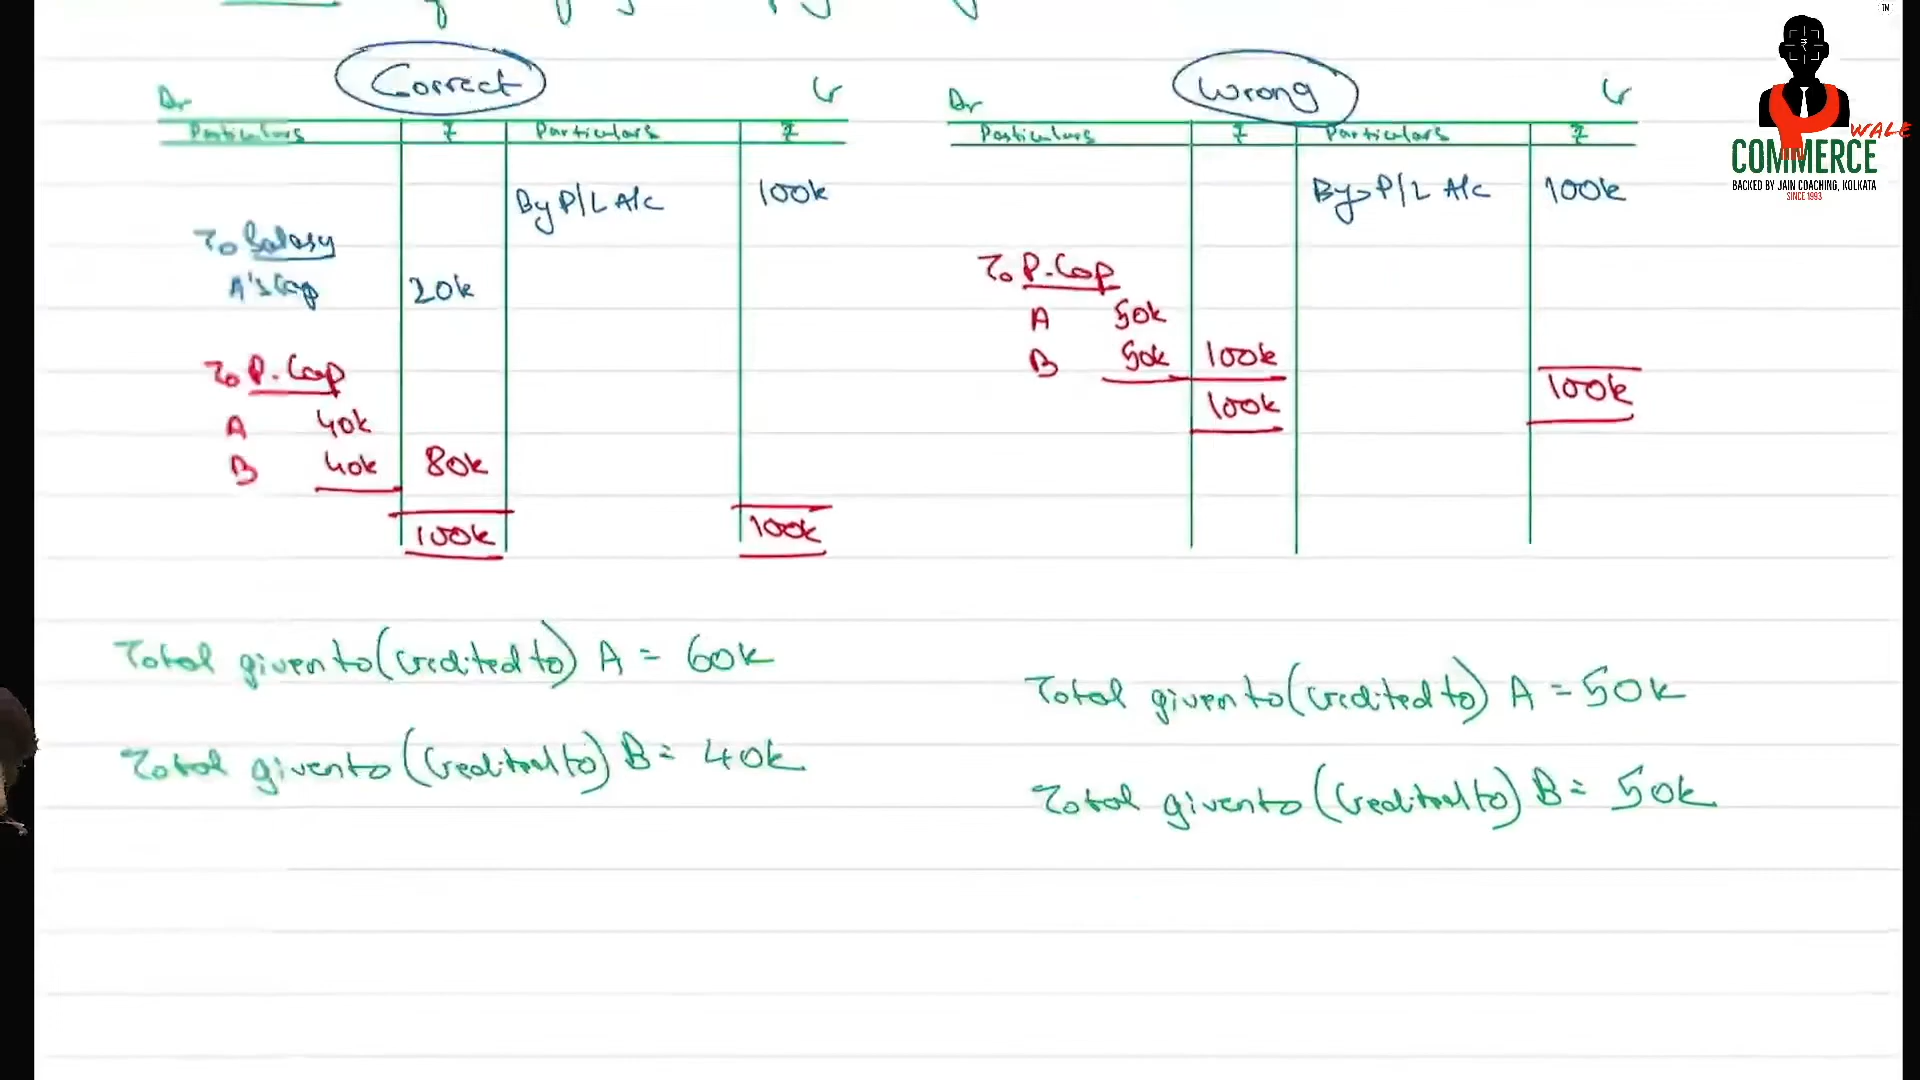 Correct
Dr Cr
Particulars ₹ Particulars ₹
By P/L A/c 100k
To Salary
A's Cap 20k
To P. Cap
A 40k
B 40k 80k
100k 100k
Total given to (credited to) A = 60k
Total given to (credited to) B = 40k
Wrong
Dr Cr
Particulars ₹ Particulars ₹
By P/L A/c 100k
To P. Cap
A 50k
B 50k 100k
100k 100k
Total given to (credited to) A = 50k
Total given to (credited to) B = 50k
TM
WALE
COMMERCE
BACKED BY JAIN COACHING, KOLKATA
SINCE 1993